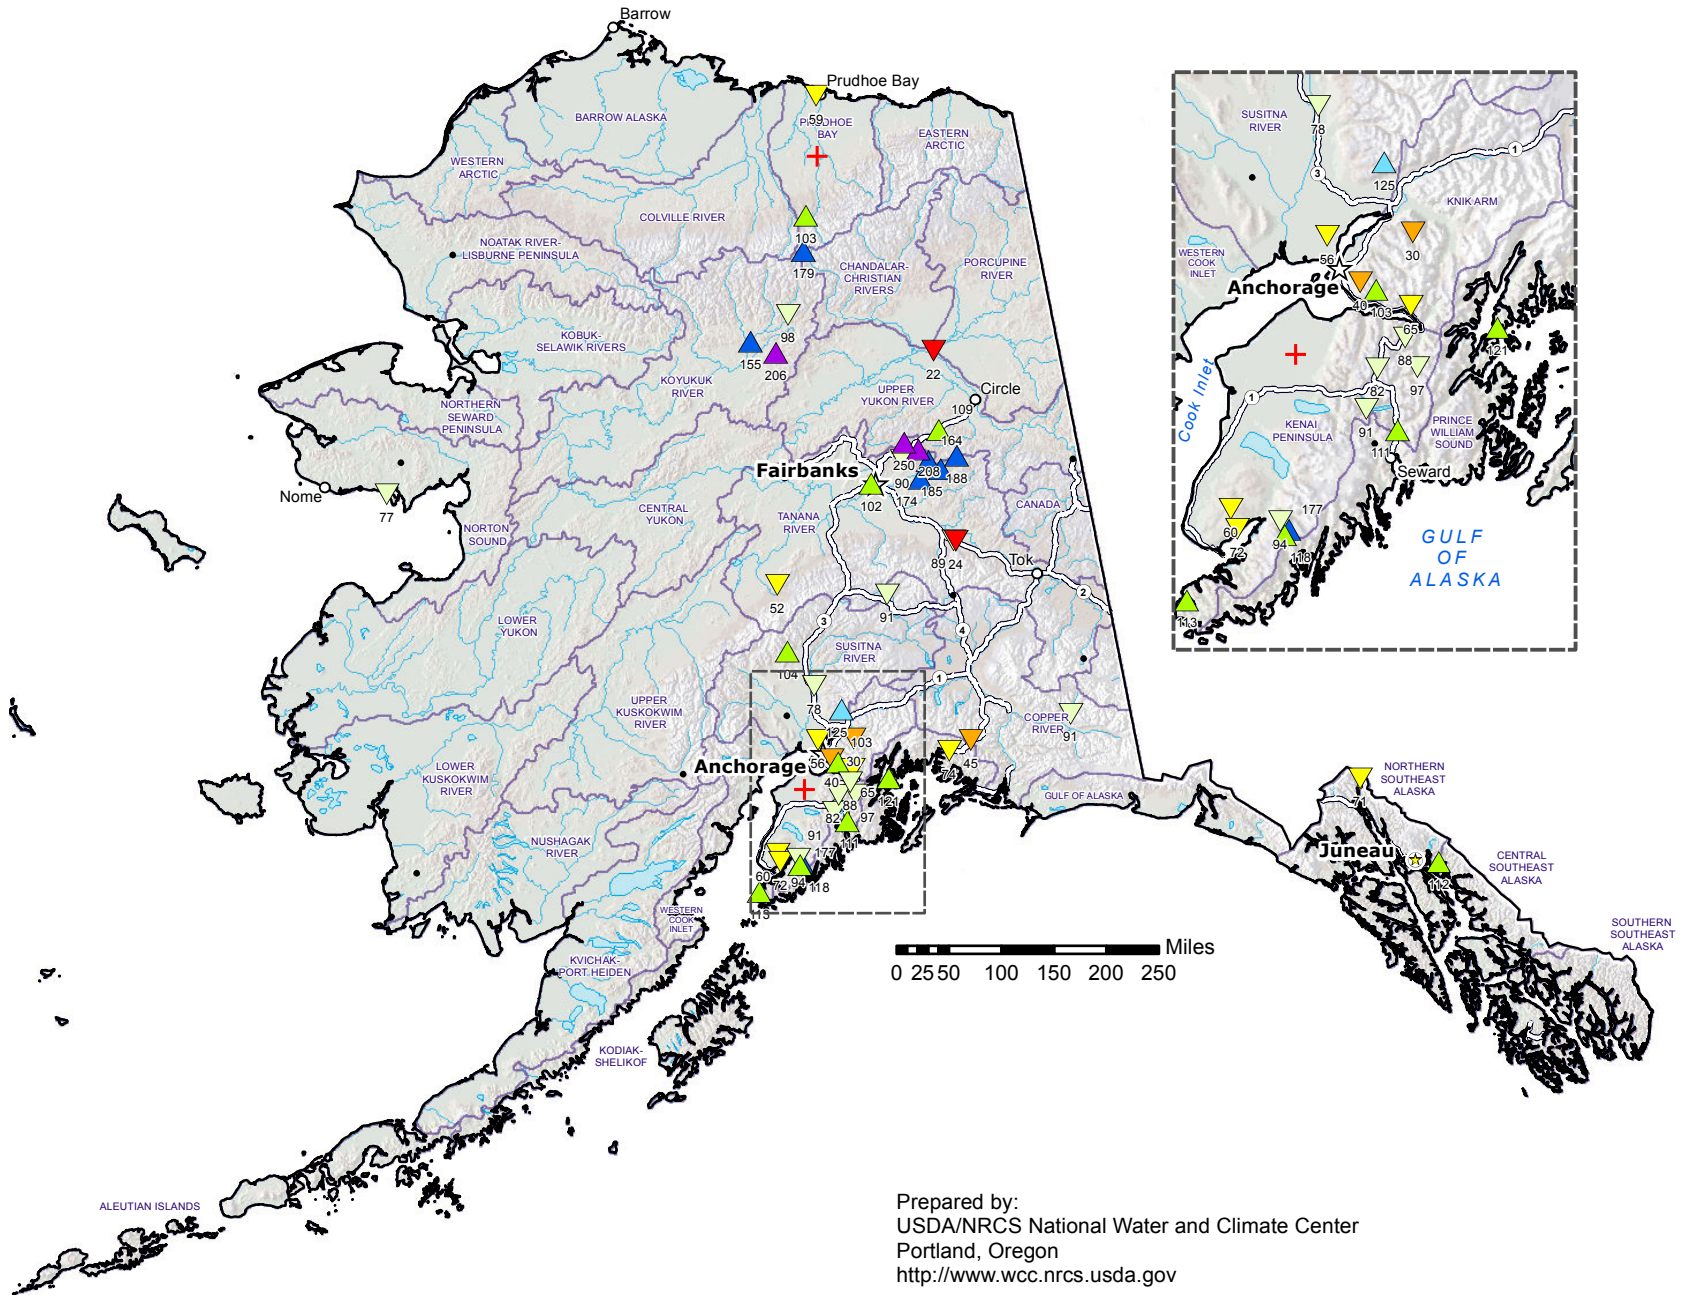 Barrow
Prudhoe Bay
59
PRUDHOE
BAY
BARROW ALASKA
EASTERN
ARCTIC
WESTERN
ARCTIC
COLVILLE RIVER
103
179
NOATAK RIVER-
LISBURNE PENINSULA
CHANDALAR-
CHRISTIAN
RIVERS
PORCUPINE
RIVER
98
KOBUK-
SELAWIK RIVERS
155
206
22
KOYUKUK
RIVER
UPPER
YUKON RIVER
Circle
109
NORTHERN
SEWARD
PENINSULA
164
Fairbanks
250
208
90
188
185
174
102
Nome
77
NORTON
SOUND
CENTRAL
YUKON
TANANA
RIVER
CANADA
89
24
Tok
52
91
2
3
4
LOWER
YUKON
SUSITNA
RIVER
104
1
78
UPPER
KUSKOKWIM
RIVER
COPPER
RIVER
91
125
103
56
30
Anchorage
74
45
40
65
121
88
82
97
91
111
177
60
72
94
118
113
LOWER
KUSKOKWIM
RIVER
NUSHAGAK
RIVER
WESTERN
COOK
INLET
KVICHAK-
PORT HEIDEN
KODIAK-
SHELIKOF
ALEUTIAN ISLANDS
GULF OF ALASKA
NORTHERN
SOUTHEAST
ALASKA
71
Juneau
112
CENTRAL
SOUTHEAST
ALASKA
SOUTHERN
SOUTHEAST
ALASKA
Miles
0 25 50 100 150 200 250
SUSITNA
RIVER
78
3
1
125
KNIK ARM
WESTERN
COOK
INLET
56
30
Anchorage
40
103
65
121
88
82
97
Cook Inlet
1
91
KENAI
PENINSULA
PRINCE
WILLIAM
SOUND
111
Seward
177
60
72
94
118
113
GULF
OF
ALASKA
Prepared by:
USDA/NRCS National Water and Climate Center
Portland, Oregon
http://www.wcc.nrcs.usda.gov